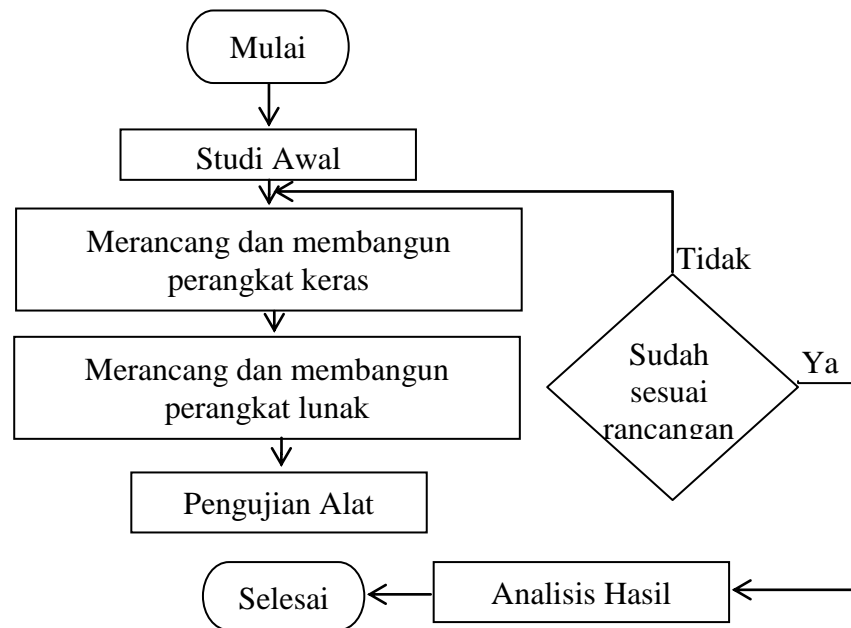 Mulai
Studi Awal
Merancang dan membangun
perangkat keras
Merancang dan membangun
perangkat lunak
Pengujian Alat
Tidak
Sudah
sesuai
rancangan
Ya
Analisis Hasil
Selesai